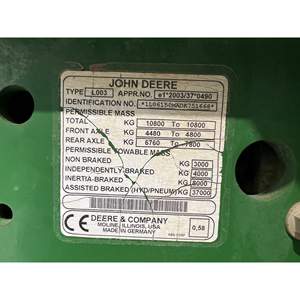 JOHN DEERE
TYPE L003 APPR.NO. e1*2003/37*0490
IDENTIFICATION NO.
PERMISSIBLE MASS
TOTAL KG 10800 To 10800
FRONT AXLE KG 4480 To 4800
REAR AXLE KG 6760 To 7800
PERMISSIBLE TOWABLE MASS
NON BRAKED KG 3000
INDEPENDENTLY-BRAKED KG 4000
INERTIA-BRAKED KG 8000
ASSISTED BRAKED (HYD/PNEUM) KG 37000
CE DEERE & COMPANY
MOLINE, ILLINOIS, USA
MADE IN GERMANY
0,58